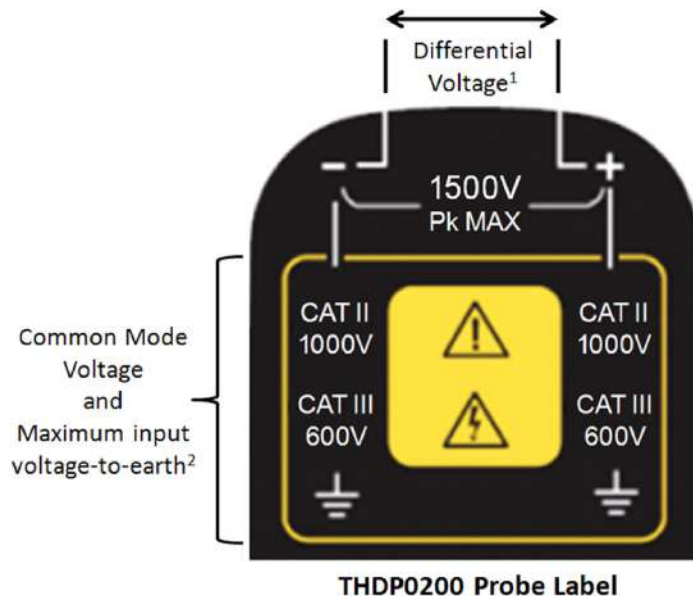 Differential
Voltage¹
- +
1500V
Pk MAX
CAT II
1000V
CAT III
600V
CAT II
1000V
CAT III
600V
Common Mode
Voltage
and
Maximum input
voltage-to-earth²
THDP0200 Probe Label